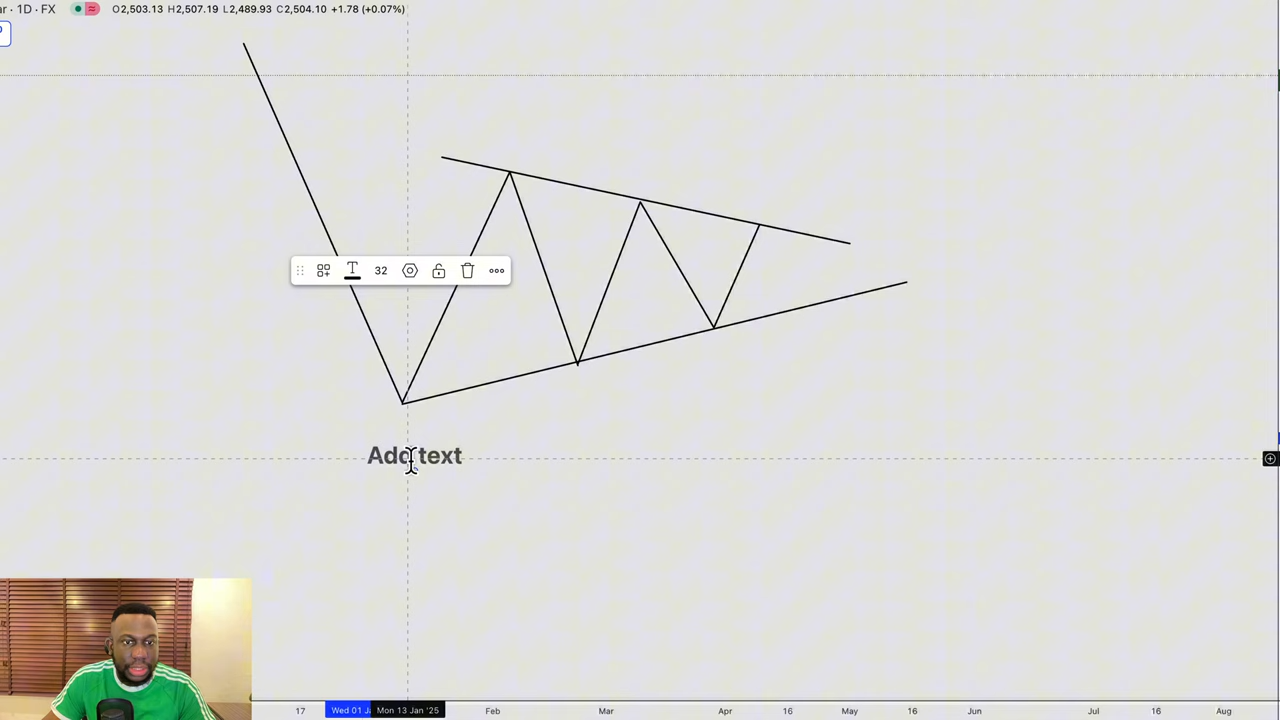 ar · 1D · FX O2,503.13 H2,507.19 L2,489.93 C2,504.10 +1.78 (+0.07%)
T 32
Add text
17 Wed 01 Ja Mon 13 Jan '25 Feb Mar Apr 16 May 16 Jun Jul 16 Aug